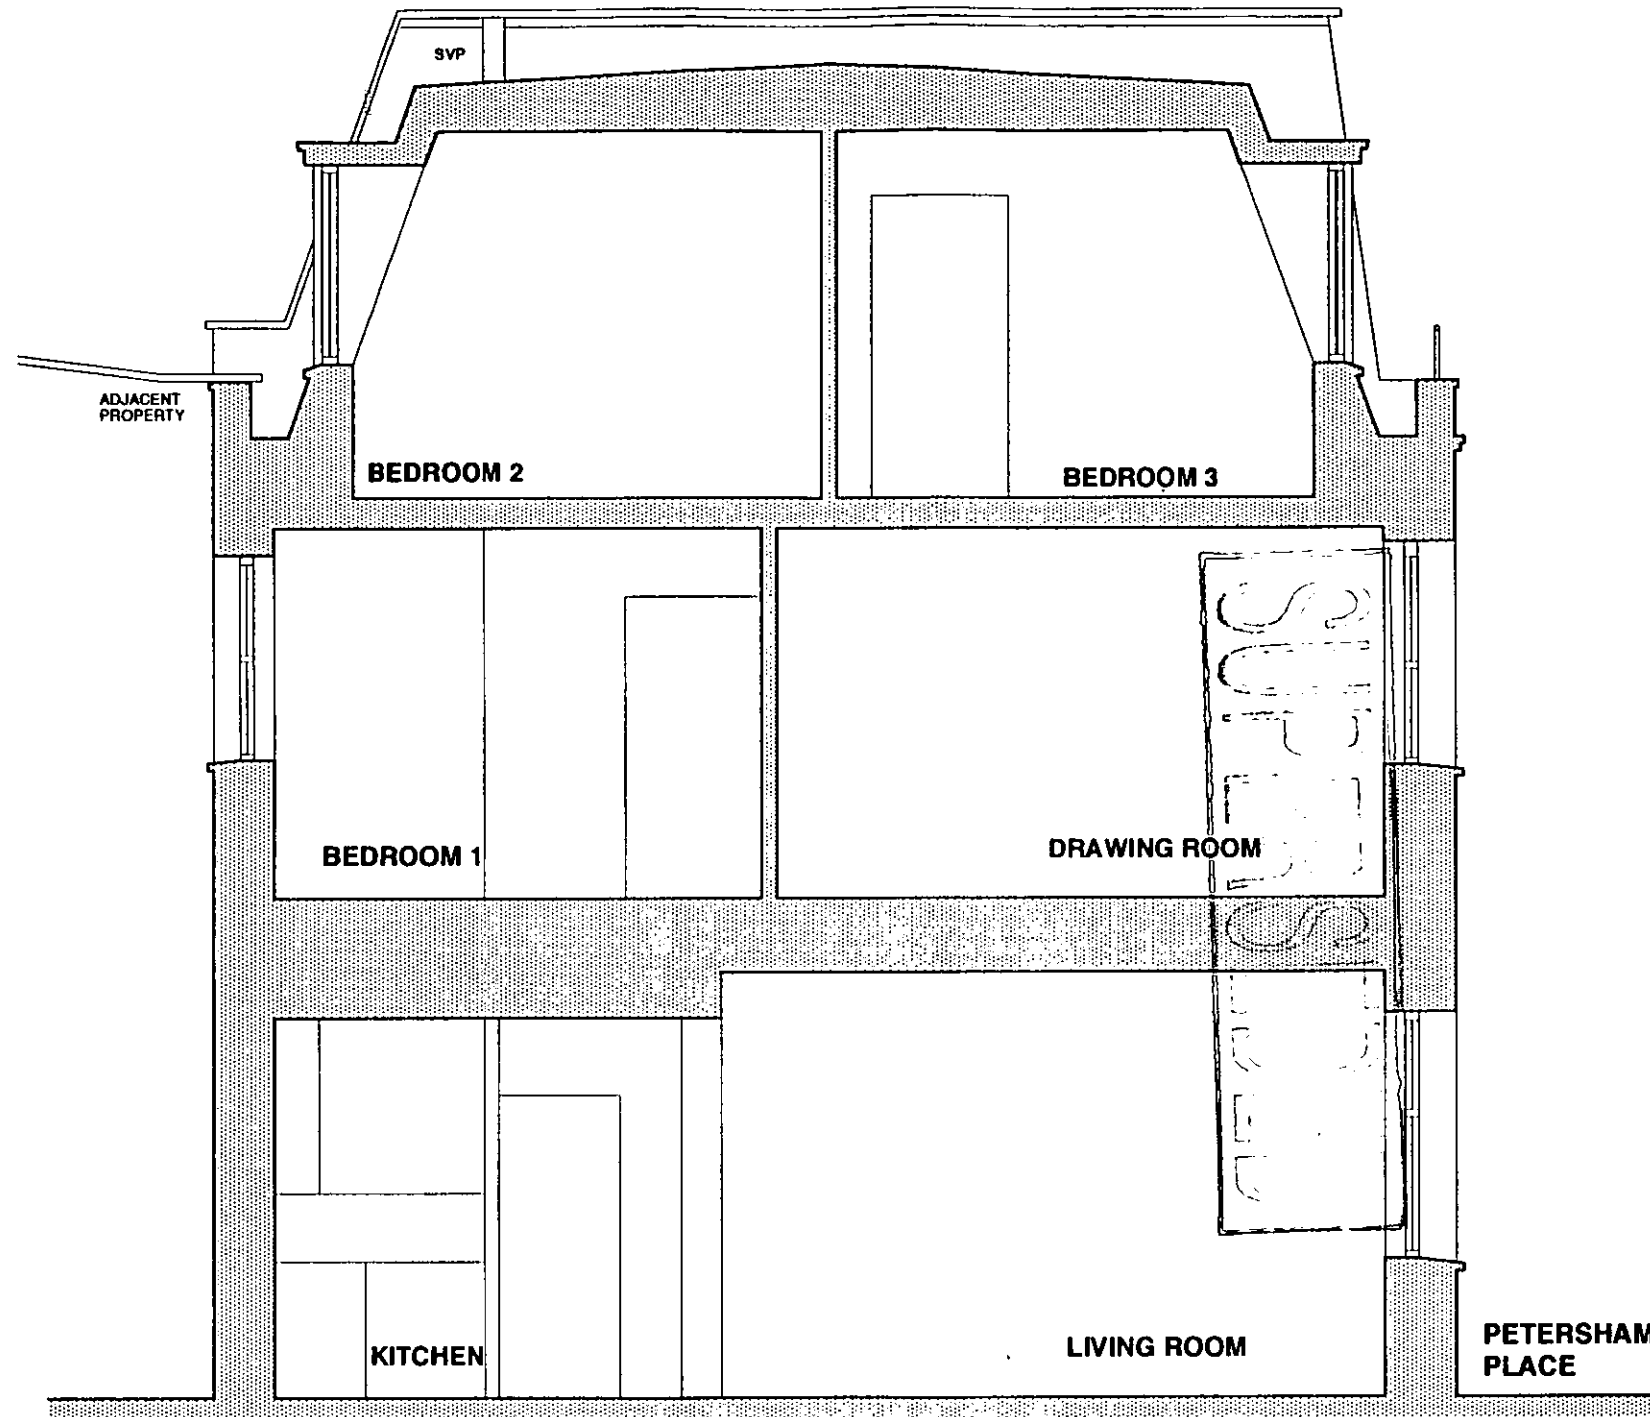 SVP
ADJACENT
PROPERTY
BEDROOM 2
BEDROOM 3
BEDROOM 1
DRAWING ROOM
KITCHEN
LIVING ROOM
PETERSHAM
PLACE